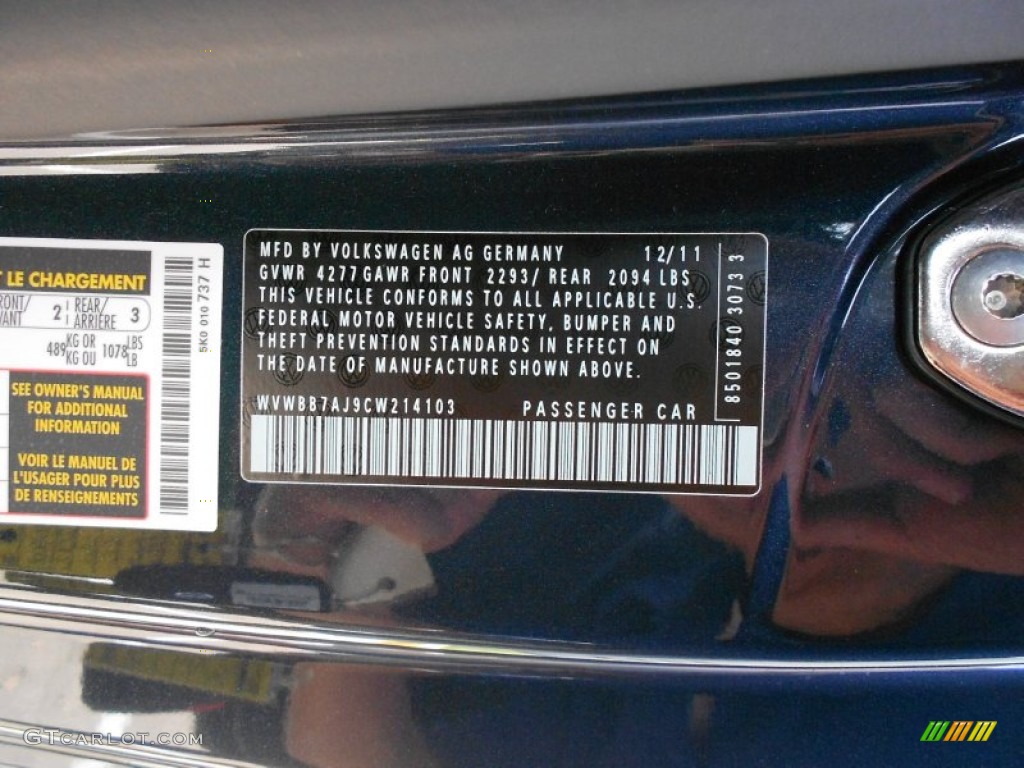 T LE CHARGEMENT
FRONT/ 2 REAR/ 3
VANT ARRIÈRE
489 KG OR 1078 LBS
KG OU LB
SEE OWNER'S MANUAL
FOR ADDITIONAL
INFORMATION
VOIR LE MANUEL DE
L'USAGER POUR PLUS
DE RENSEIGNEMENTS
5K0 010 737 H
MFD BY VOLKSWAGEN AG GERMANY 12/11
GVWR 4277 GAWR FRONT 2293/ REAR 2094 LBS
THIS VEHICLE CONFORMS TO ALL APPLICABLE U.S.
FEDERAL MOTOR VEHICLE SAFETY, BUMPER AND
THEFT PREVENTION STANDARDS IN EFFECT ON
THE DATE OF MANUFACTURE SHOWN ABOVE.
WVWBB7AJ9CW214103 PASSENGER CAR
8501840 30733
GTCARLOT.COM